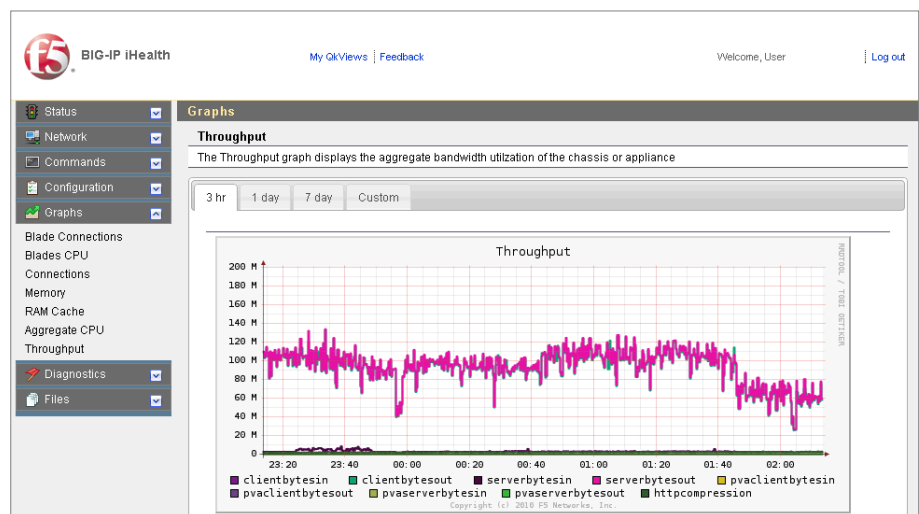 f5
BIG-IP iHealth
My QkViews Feedback
Welcome, User
Log out
Status
Network
Commands
Configuration
Graphs
Blade Connections
Blades CPU
Connections
Memory
RAM Cache
Aggregate CPU
Throughput
Diagnostics
Files
Graphs
Throughput
The Throughput graph displays the aggregate bandwidth utilzation of the chassis or appliance
3 hr 1 day 7 day Custom
Throughput
RRDTOOL / TOBI OETIKER
200 M
180 M
160 M
140 M
120 M
100 M
80 M
60 M
40 M
20 M
0
23:20 23:40 00:00 00:20 00:40 01:00 01:20 01:40 02:00
clientbytesin clientbytesout serverbytesin serverbytesout pvaclientbytesin
pvaclientbytesout pvaserverbytesin pvaserverbytesout httpcompression
Copyright (c) 2010 F5 Networks, Inc.